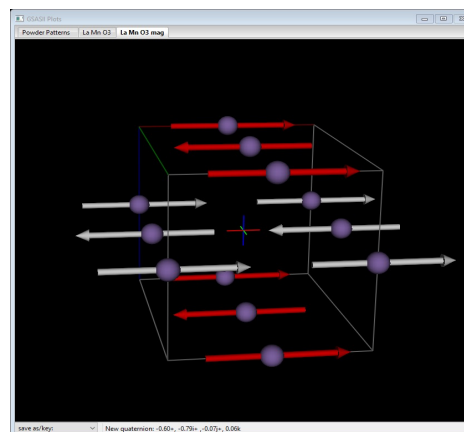 GSASII Plots
Powder Patterns La Mn O3 La Mn O3 mag
save as/key: New quaternion: -0.60+, -0.79i+ ,-0.07j+, 0.06k